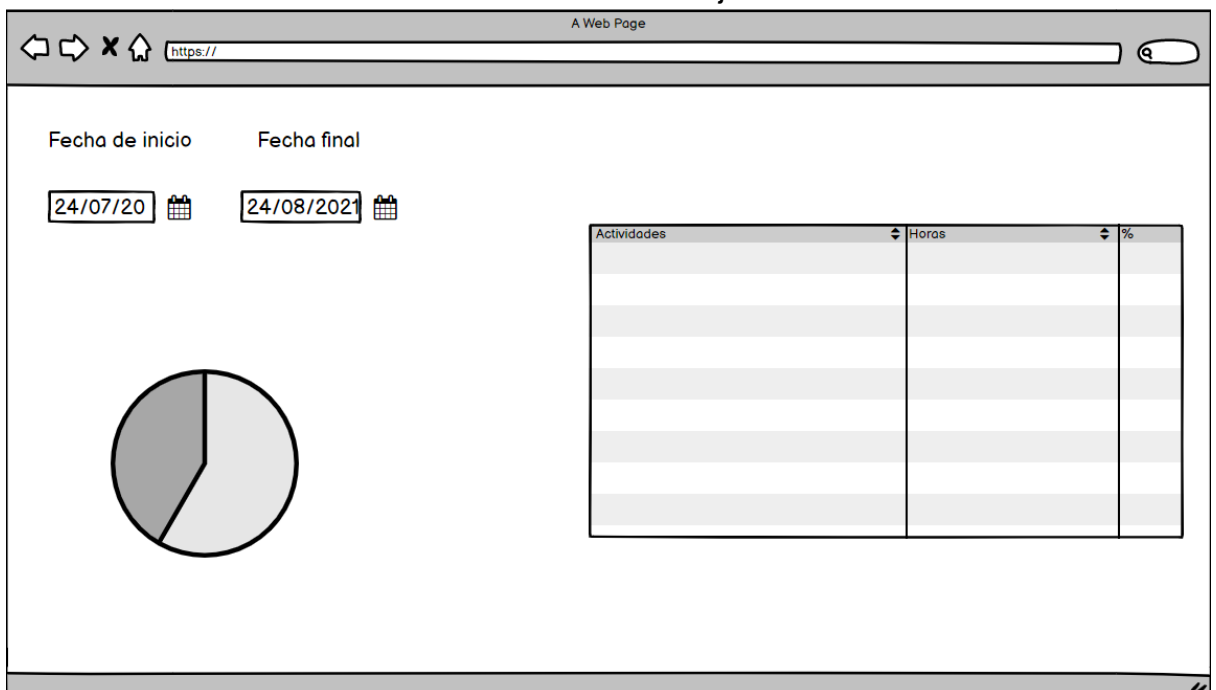 A Web Page
https://
Fecha de inicio
Fecha final
24/07/20
24/08/2021
Actividades
Horas
%